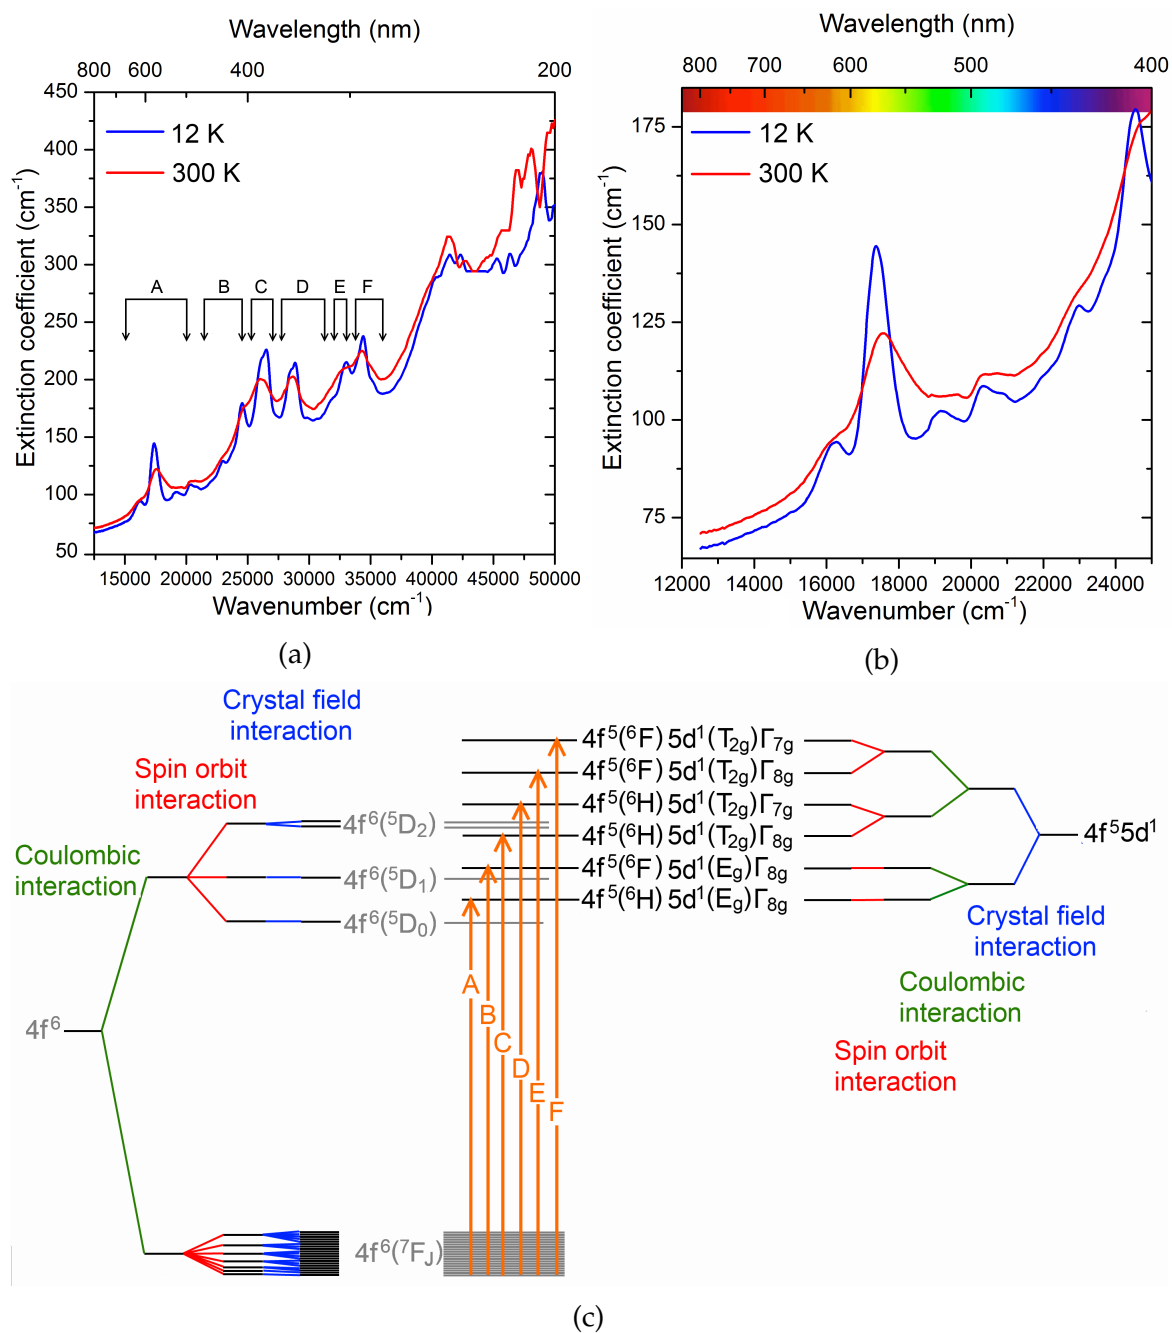 Wavelength (nm)
800 600 400 200
450
400
350
300
250
200
150
100
50
Extinction coefficient (cm⁻¹)
12 K
300 K
A B C D E F
15000 20000 25000 30000 35000 40000 45000 50000
Wavenumber (cm⁻¹)
(a)
Wavelength (nm)
800 700 600 500 400
175
150
125
100
75
Extinction coefficient (cm⁻¹)
12 K
300 K
12000 14000 16000 18000 20000 22000 24000
Wavenumber (cm⁻¹)
(b)
Crystal field
interaction
Spin orbit
interaction
Coulombic
interaction
4f⁶
4f⁶(⁵D₂)
4f⁶(⁵D₁)
4f⁶(⁵D₀)
4f⁶(⁷F_J)
A
B
C
D
E
F
4f⁵(⁶F) 5d¹(T₂g)Γ₇g
4f⁵(⁶F) 5d¹(T₂g)Γ₈g
4f⁵(⁶H) 5d¹(T₂g)Γ₇g
4f⁵(⁶H) 5d¹(T₂g)Γ₈g
4f⁵(⁶F) 5d¹(E_g)Γ₈g
4f⁵(⁶H) 5d¹(E_g)Γ₈g
4f⁵5d¹
Crystal field
interaction
Coulombic
interaction
Spin orbit
interaction
(c)